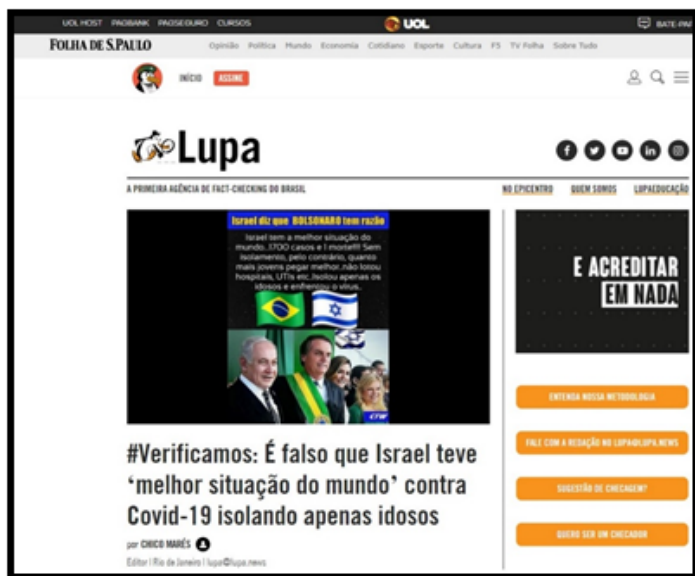 UOL HOST PAGBANK PAGSEGURO CURSOS UOL BATE-PAP
FOLHA DE S.PAULO Opinião Política Mundo Economia Cotidiano Esporte Cultura F5 TV Folha Sobre Tudo
INÍCIO ASSINE
Lupa
A PRIMEIRA AGÊNCIA DE FACT-CHECKING DO BRASIL NO EPICENTRO QUEM SOMOS LUPAEDUCAÇÃO
Israel diz que BOLSONARO tem razão
Israel tem a melhor situação do
mundo..1700 casos e 1 morte!!! Sem
isolamento, pelo contrário, quanto
mais jovens pegar melhor..não lotou
hospitais, UTIs etc..Isolou apenas os
idosos e enfrentou o vírus..
CTW
E ACREDITAR
EM NADA
ENTENDA NOSSA METODOLOGIA
FALE COM A REDAÇÃO NO LUPA@LUPA.NEWS
SUGESTÃO DE CHECAGEM?
QUERO SER UM CHECADOR
#Verificamos: É falso que Israel teve
‘melhor situação do mundo’ contra
Covid-19 isolando apenas idosos
por CHICO MARÉS
Editor | Rio de Janeiro | lupa@lupa.news